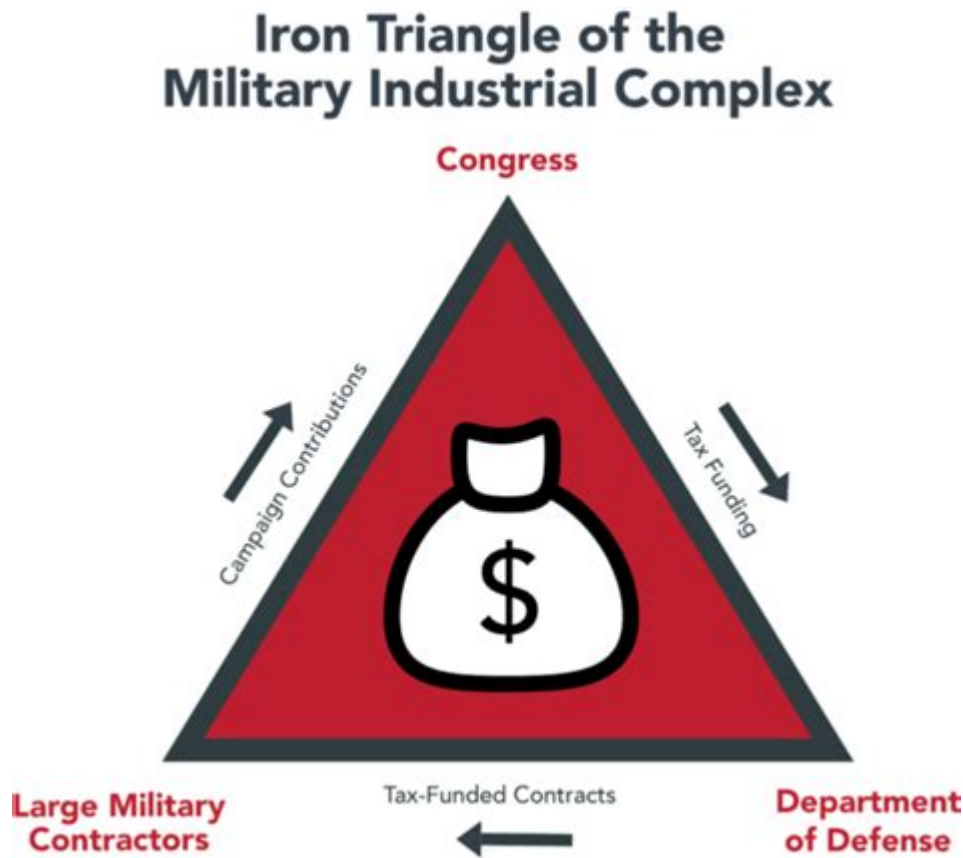 Iron Triangle of the
Military Industrial Complex
Congress
Campaign Contributions
Tax Funding
$
Tax-Funded Contracts
Large Military
Contractors
Department
of Defense